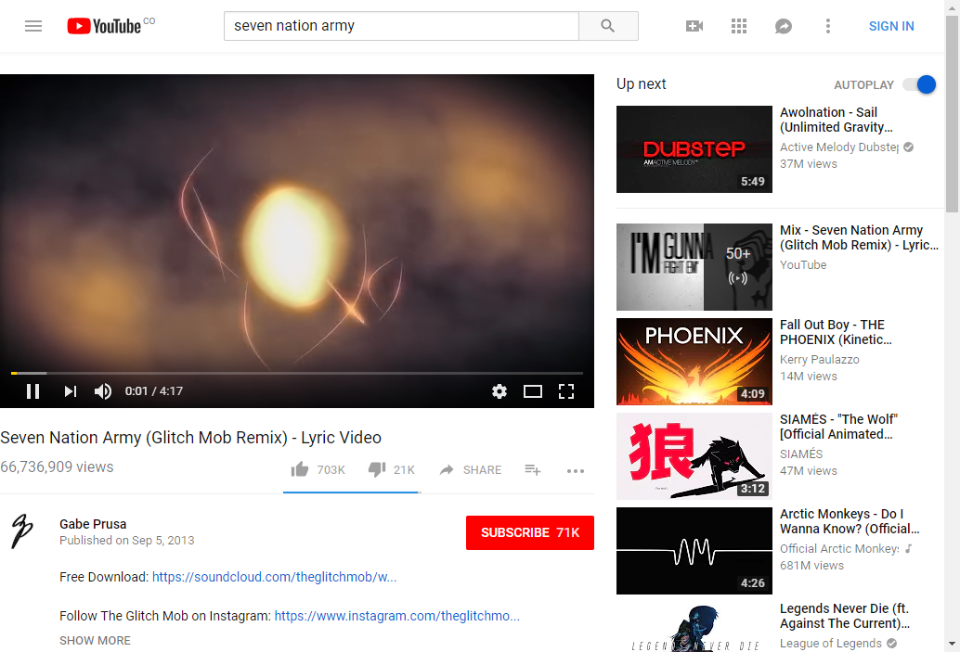 YouTube CO
seven nation army
SIGN IN
0:01 / 4:17
Seven Nation Army (Glitch Mob Remix) - Lyric Video
66,736,909 views
703K
21K
SHARE
Gabe Prusa
Published on Sep 5, 2013
SUBSCRIBE 71K
Free Download: https://soundcloud.com/theglitchmob/w...
Follow The Glitch Mob on Instagram: https://www.instagram.com/theglitchmo...
SHOW MORE
Up next
AUTOPLAY
DUBSTEP
5:49
Awolnation - Sail
(Unlimited Gravity...
Active Melody Dubstep
37M views
I'M GUNNA
FIGHT EM'
50+
Mix - Seven Nation Army
(Glitch Mob Remix) - Lyric...
YouTube
PHOENIX
4:09
Fall Out Boy - THE
PHOENIX (Kinetic...
Kerry Paulazzo
14M views
狼
3:12
SIAMÉS - "The Wolf"
[Official Animated...
SIAMÉS
47M views
4:26
Arctic Monkeys - Do I
Wanna Know? (Official...
Official Arctic Monkeys
681M views
LEGENDS NEVER DIE
Legends Never Die (ft.
Against The Current)...
League of Legends